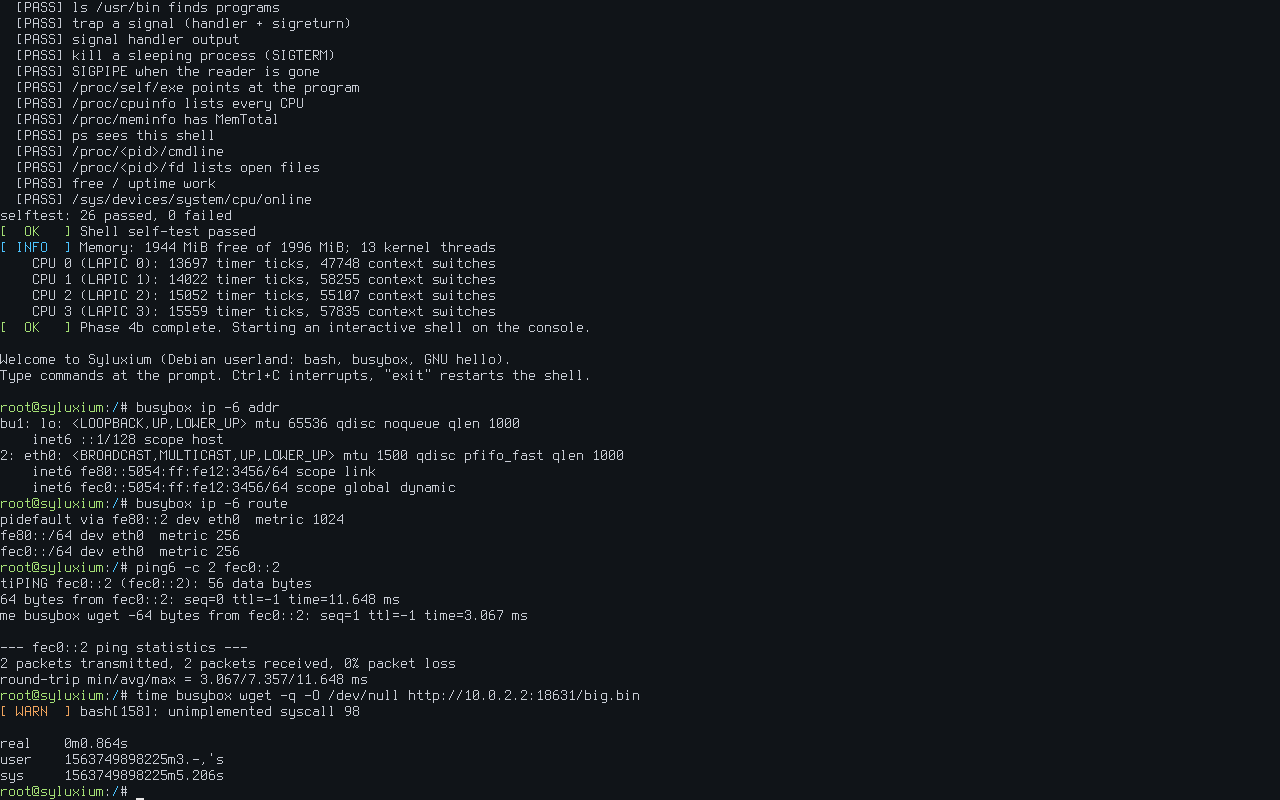 [PASS] ls /usr/bin finds programs
[PASS] trap a signal (handler + sigreturn)
[PASS] signal handler output
[PASS] kill a sleeping process (SIGTERM)
[PASS] SIGPIPE when the reader is gone
[PASS] /proc/self/exe points at the program
[PASS] /proc/cpuinfo lists every CPU
[PASS] /proc/meminfo has MemTotal
[PASS] ps sees this shell
[PASS] /proc/<pid>/cmdline
[PASS] /proc/<pid>/fd lists open files
[PASS] free / uptime work
[PASS] /sys/devices/system/cpu/online
selftest: 26 passed, 0 failed
[  OK   ] Shell self-test passed
[ INFO  ] Memory: 1944 MiB free of 1996 MiB; 13 kernel threads
    CPU 0 (LAPIC 0): 13697 timer ticks, 47748 context switches
    CPU 1 (LAPIC 1): 14022 timer ticks, 58255 context switches
    CPU 2 (LAPIC 2): 15052 timer ticks, 55107 context switches
    CPU 3 (LAPIC 3): 15559 timer ticks, 57835 context switches
[  OK   ] Phase 4b complete. Starting an interactive shell on the console.

Welcome to Syluxium (Debian userland: bash, busybox, GNU hello).
Type commands at the prompt. Ctrl+C interrupts, "exit" restarts the shell.

root@syluxium:/# busybox ip -6 addr
bu1: lo: <LOOPBACK,UP,LOWER_UP> mtu 65536 qdisc noqueue qlen 1000
    inet6 ::1/128 scope host
2: eth0: <BROADCAST,MULTICAST,UP,LOWER_UP> mtu 1500 qdisc pfifo_fast qlen 1000
    inet6 fe80::5054:ff:fe12:3456/64 scope link
    inet6 fec0::5054:ff:fe12:3456/64 scope global dynamic
root@syluxium:/# busybox ip -6 route
pidefault via fe80::2 dev eth0  metric 1024
fe80::/64 dev eth0  metric 256
fec0::/64 dev eth0  metric 256
root@syluxium:/# ping6 -c 2 fec0::2
tiPING fec0::2 (fec0::2): 56 data bytes
64 bytes from fec0::2: seq=0 ttl=-1 time=11.648 ms
me busybox wget -64 bytes from fec0::2: seq=1 ttl=-1 time=3.067 ms

--- fec0::2 ping statistics ---
2 packets transmitted, 2 packets received, 0% packet loss
round-trip min/avg/max = 3.067/7.357/11.648 ms
root@syluxium:/# time busybox wget -q -O /dev/null http://10.0.2.2:18631/big.bin
[ WARN  ] bash[158]: unimplemented syscall 98

real    0m0.864s
user    1563749898225m3.-,'s
sys     1563749898225m5.206s
root@syluxium:/#